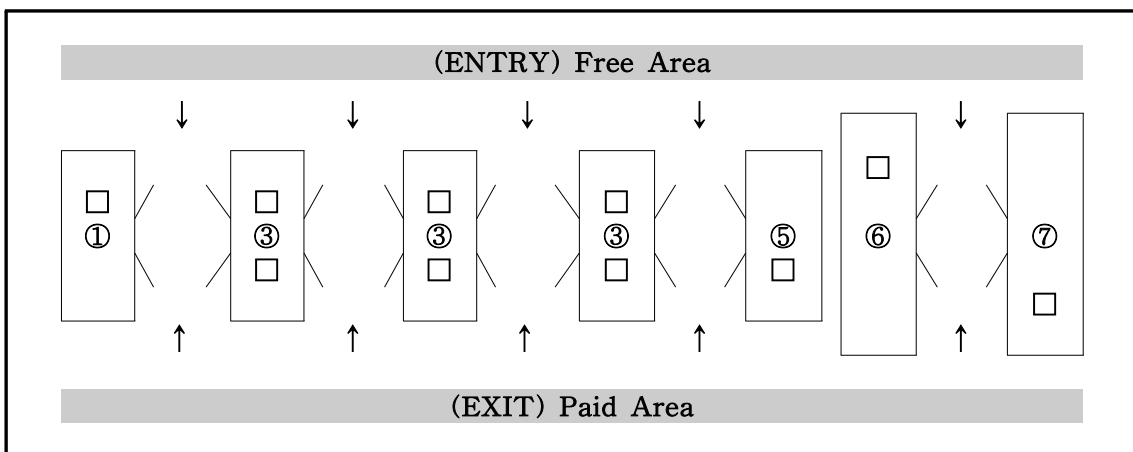 (ENTRY) Free Area
① ③ ③ ③ ⑤ ⑥ ⑦
(EXIT) Paid Area